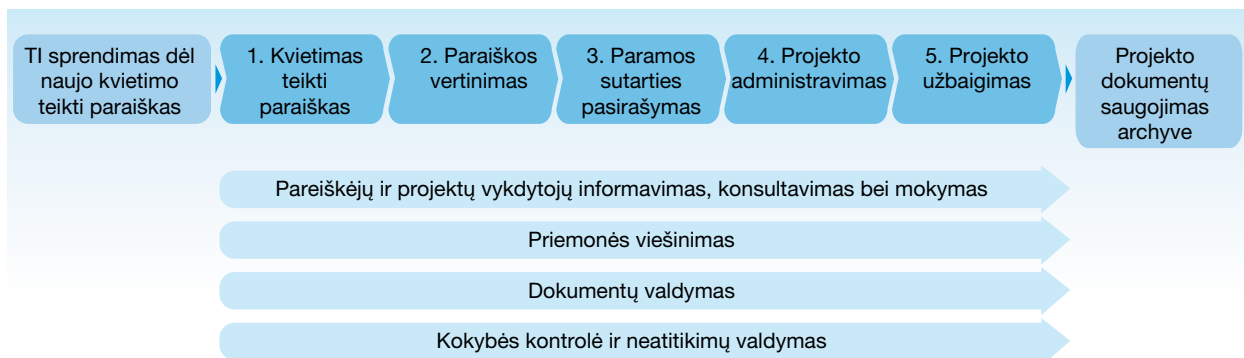 TI sprendimas dėl
naujo kvietimo
teikti paraiškas
1. Kvietimas
teikti
paraiškas
2. Paraiškos
vertinimas
3. Paramos
sutarties
pasirašymas
4. Projekto
administravimas
5. Projekto
užbaigimas
Projekto
dokumentų
saugojimas
archyve
Pareiškėjų ir projektų vykdytojų informavimas, konsultavimas bei mokymas
Priemonės viešinimas
Dokumentų valdymas
Kokybės kontrolė ir neatitikimų valdymas